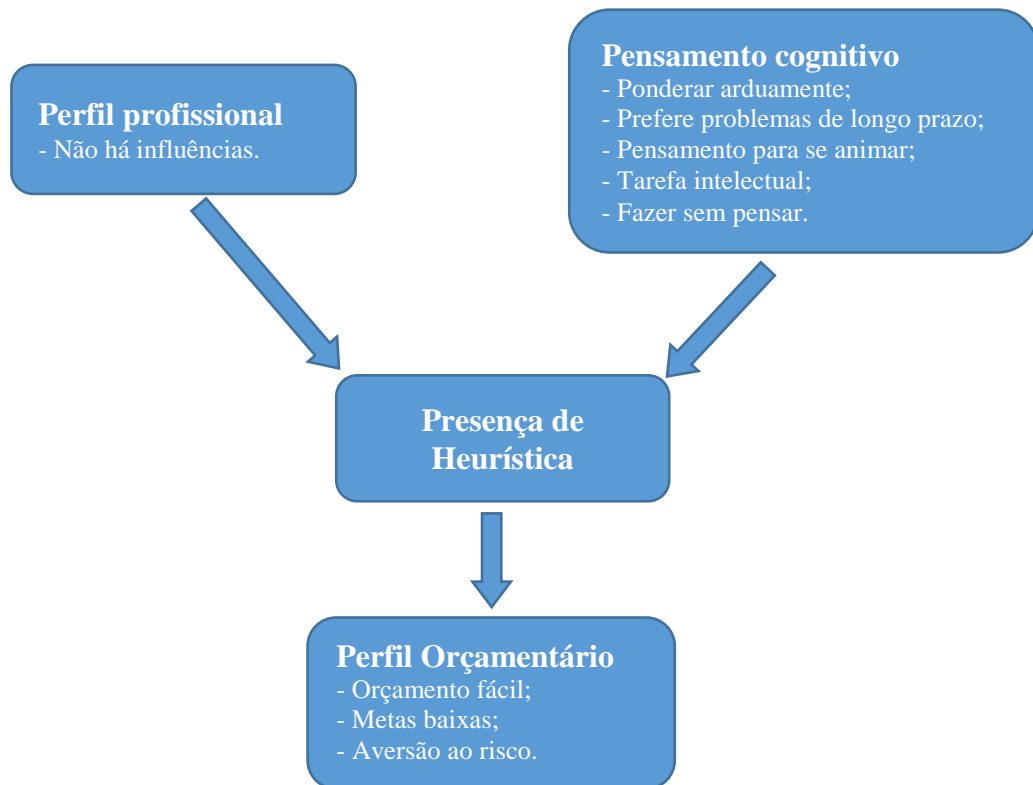 Perfil profissional
- Não há influências.
Pensamento cognitivo
- Ponderar arduamente;
- Prefere problemas de longo prazo;
- Pensamento para se animar;
- Tarefa intelectual;
- Fazer sem pensar.
Presença de
Heurística
Perfil Orçamentário
- Orçamento fácil;
- Metas baixas;
- Aversão ao risco.